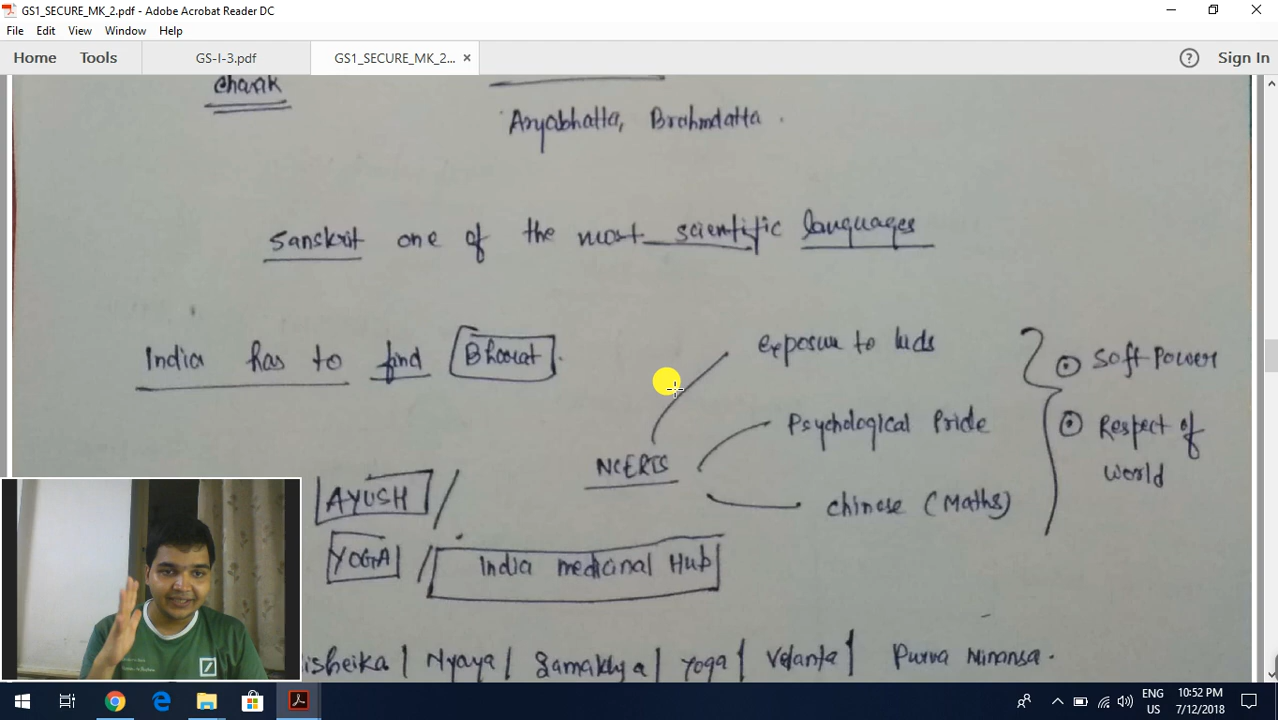 GS1_SECURE_MK_2.pdf - Adobe Acrobat Reader DC
File Edit View Window Help
Home Tools GS-I-3.pdf GS1_SECURE_MK_2... × Sign In
Charak
Aryabhatta, Brahmdatta.
Sanskrit one of the most scientific languages
India has to find Bharat.
exposure to kids
Soft Power
Psychological Pride
Respect of
world
NCERTS
Chinese (Maths)
AYUSH /
YOGA / India medicinal Hub
isheika | Nyaya | Samakhya | Yoga | Vedanta | Purva Mimansa.
ENG 10:52 PM
US 7/12/2018